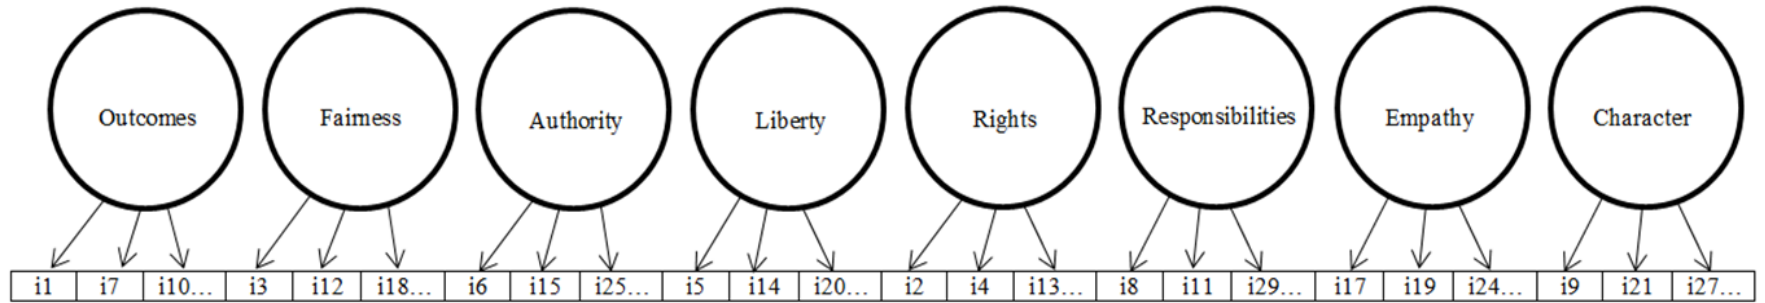 Outcomes Fairness Authority Liberty Rights Responsibilities Empathy Character
i1 i7 i10... i3 i12 i18... i6 i15 i25... i5 i14 i20... i2 i4 i13... i8 i11 i29... i17 i19 i24... i9 i21 i27...